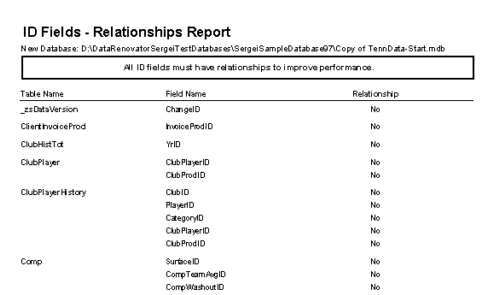 ID Fields - Relationships Report
New Database: D:\DataRenovatorSergeiTestDatabases\SergeiSampleDatabase97\Copy of TennData-Start.mdb
All ID fields must have relationships to improve performance.
Table Name Field Name Relationship
_zsDataVersion ChangeID No
ClientInvoiceProd InvoiceProdID No
ClubHistTot YrID No
ClubPlayer ClubPlayerID No
ClubProdID No
ClubPlayerHistory ClubID No
PlayerID No
CategoryID No
ClubPlayerID No
ClubProdID No
Comp SurfaceID No
CompTeamAvgID No
CompWashoutID No